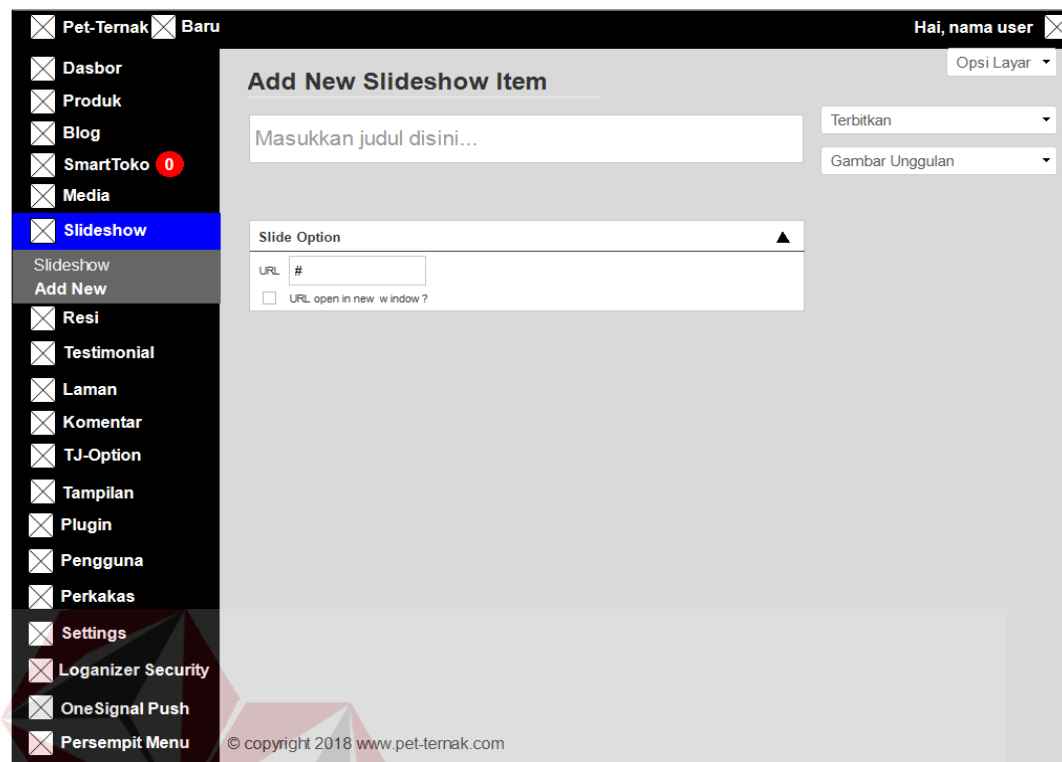 Pet-Ternak Baru
Hai, nama user
Opsi Layar
Dasbor
Produk
Blog
SmartToko 0
Media
Slideshow
Slideshow
Add New
Resi
Testimonial
Laman
Komentar
TJ-Option
Tampilan
Plugin
Pengguna
Perkakas
Settings
Loganizer Security
OneSignal Push
Persempit Menu
Add New Slideshow Item
Masukkan judul disini...
Terbitkan
Gambar Unggulan
Slide Option
URL #
URL open in new window ?
© copyright 2018 www.pet-ternak.com